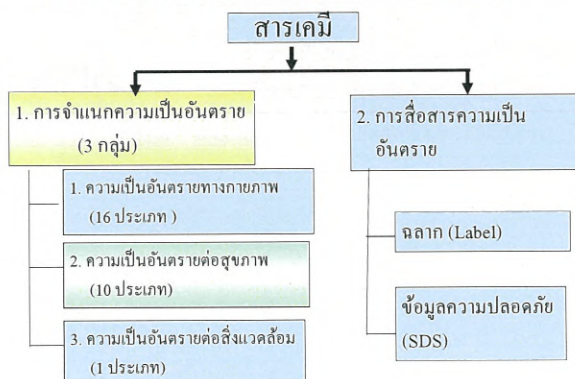 สารเคมี
1. การจำแนกความเป็นอันตราย
(3 กลุ่ม)
1. ความเป็นอันตรายทางกายภาพ
(16 ประเภท )
2. ความเป็นอันตรายต่อสุขภาพ
(10 ประเภท)
3. ความเป็นอันตรายต่อสิ่งแวดล้อม
(1 ประเภท)
2. การสื่อสารความเป็น
อันตราย
ฉลาก (Label)
ข้อมูลความปลอดภัย
(SDS)